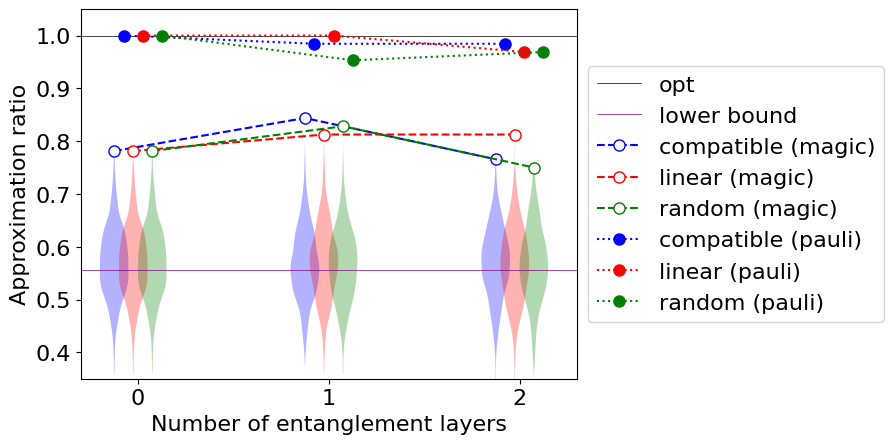 Approximation ratio
1.0
0.9
0.8
0.7
0.6
0.5
0.4
0
1
2
Number of entanglement layers
opt
lower bound
compatible (magic)
linear (magic)
random (magic)
compatible (pauli)
linear (pauli)
random (pauli)